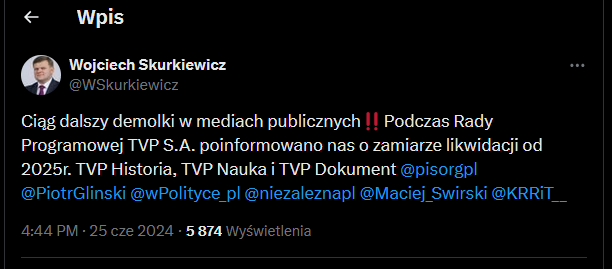 Wpis
Wojciech Skurkiewicz
@WSkurkiewicz
Ciąg dalszy demolki w mediach publicznych‼️Podczas Rady
Programowej TVP S.A. poinformowano nas o zamiarze likwidacji od
2025r. TVP Historia, TVP Nauka i TVP Dokument @pisorgpl
@PiotrGlinski @wPolityce_pl @niezaleznapl @Maciej_Swirski @KRRiT__
4:44 PM · 25 cze 2024 · 5 874 Wyświetlenia